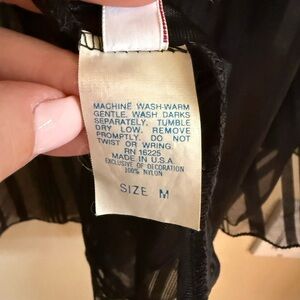 MACHINE WASH-WARM
GENTLE. WASH DARKS
SEPARATELY. TUMBLE
DRY LOW. REMOVE
PROMPTLY. DO NOT
TWIST OR WRING.
RN 16225
MADE IN U.S.A.
EXCLUSIVE OF DECORATION
100% NYLON
SIZE M